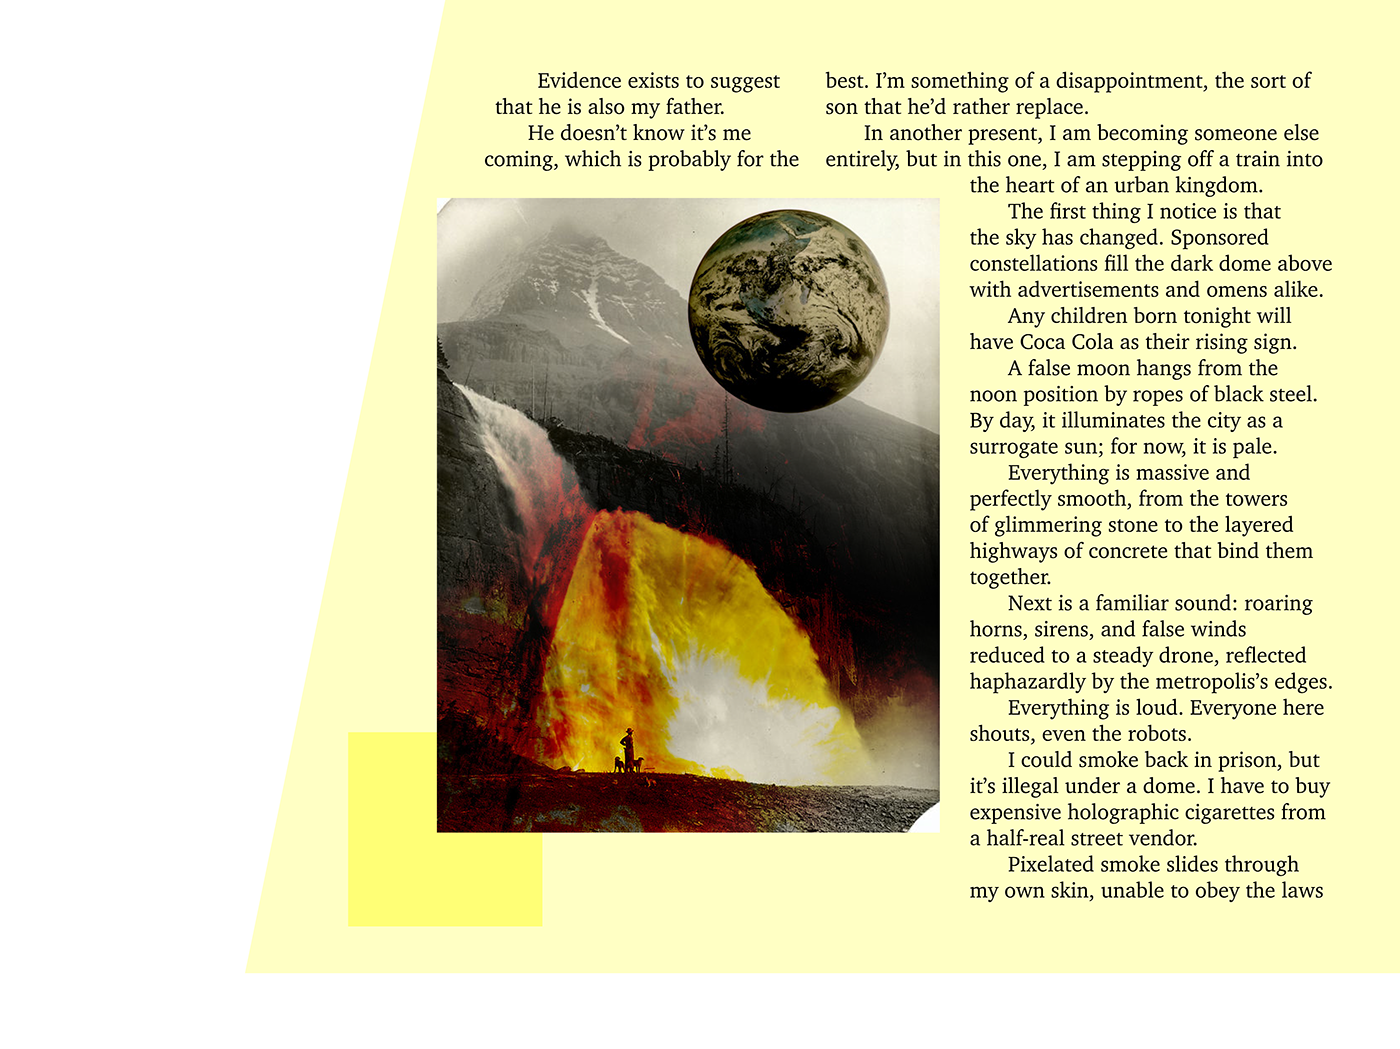 Evidence exists to suggest
that he is also my father.
He doesn’t know it’s me
coming, which is probably for the
best. I’m something of a disappointment, the sort of
son that he’d rather replace.
In another present, I am becoming someone else
entirely, but in this one, I am stepping off a train into
the heart of an urban kingdom.
The first thing I notice is that
the sky has changed. Sponsored
constellations fill the dark dome above
with advertisements and omens alike.
Any children born tonight will
have Coca Cola as their rising sign.
A false moon hangs from the
noon position by ropes of black steel.
By day, it illuminates the city as a
surrogate sun; for now, it is pale.
Everything is massive and
perfectly smooth, from the towers
of glimmering stone to the layered
highways of concrete that bind them
together.
Next is a familiar sound: roaring
horns, sirens, and false winds
reduced to a steady drone, reflected
haphazardly by the metropolis’s edges.
Everything is loud. Everyone here
shouts, even the robots.
I could smoke back in prison, but
it’s illegal under a dome. I have to buy
expensive holographic cigarettes from
a half-real street vendor.
Pixelated smoke slides through
my own skin, unable to obey the laws